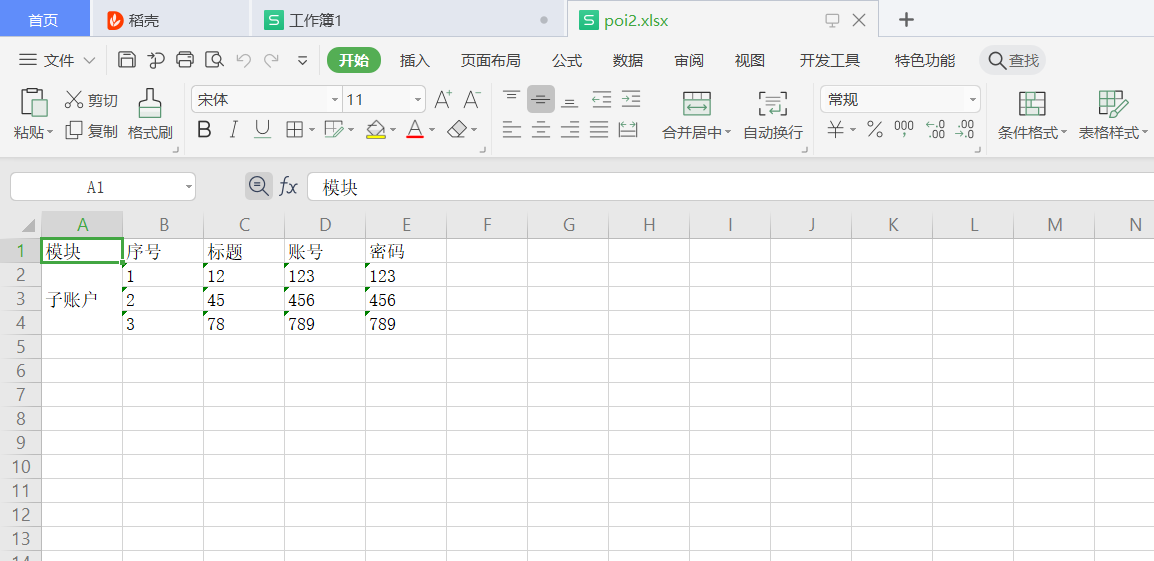 首页 稻壳 工作簿1 poi2.xlsx
文件 开始 插入 页面布局 公式 数据 审阅 视图 开发工具 特色功能 查找
剪切 宋体 11 A+ A- 常规
粘贴 复制 格式刷 B I U A 合并居中 自动换行 ¥ % 000 ←.0 .00 .00 →.0 条件格式 表格样式
A1 fx 模块
A B C D E F G H I J K L M N
1 模块 序号 标题 账号 密码
2 1 12 123 123
3 子账户 2 45 456 456
4 3 78 789 789
5
6
7
8
9
10
11
12
13
14